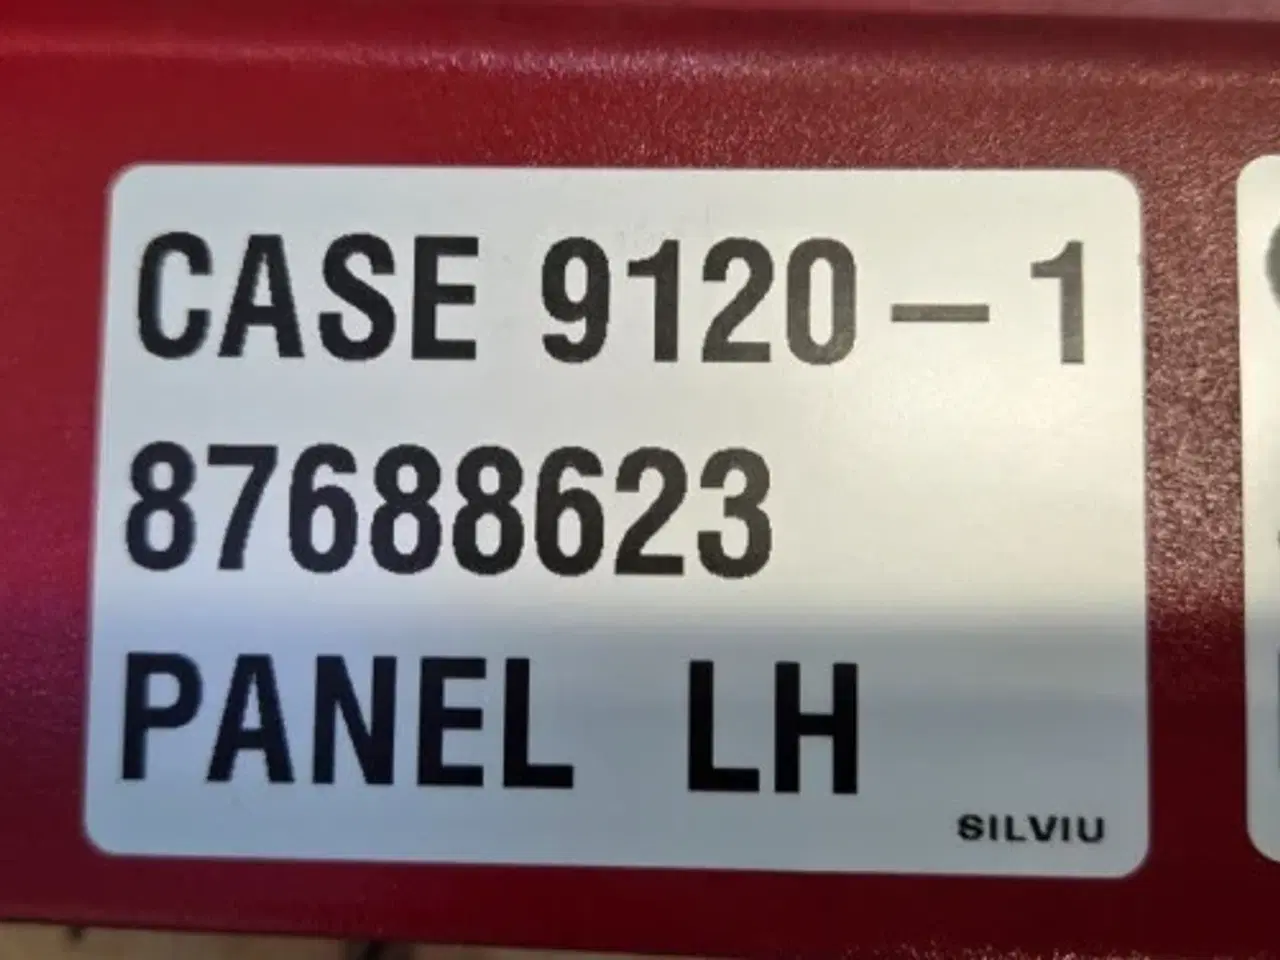 CASE 9120 – 1
87688623
PANEL LH
SILVIU